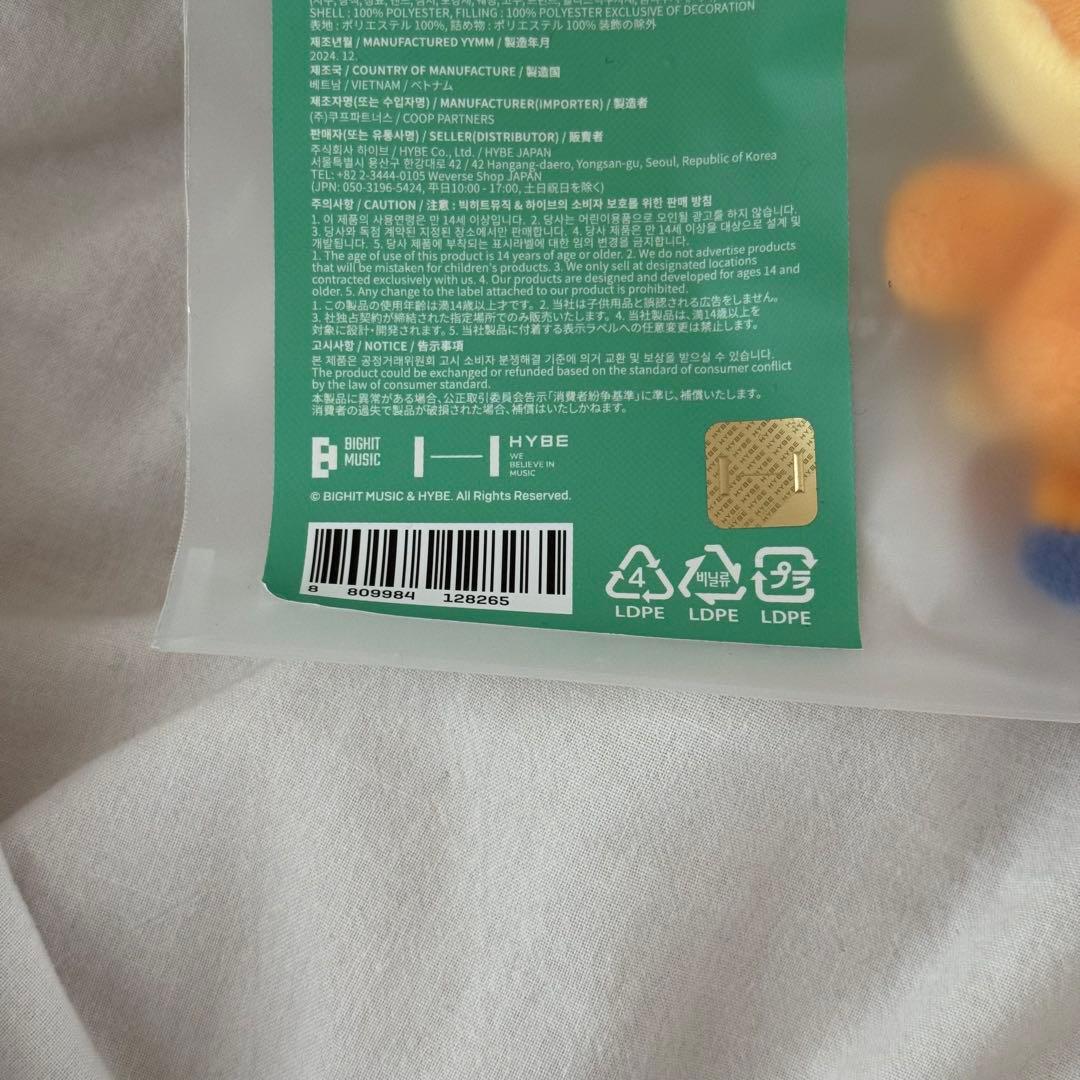 SHELL : 100% POLYESTER, FILLING : 100% POLYESTER EXCLUSIVE OF DECORATION
表地 : ポリエステル 100%, 詰め物 : ポリエステル 100% 装飾の除外
제조년월 / MANUFACTURED YYMM / 製造年月
2024. 12.
제조국 / COUNTRY OF MANUFACTURE / 製造国
베트남 / VIETNAM / ベトナム
제조자명(또는 수입자명) / MANUFACTURER(IMPORTER) / 製造者
(주)쿠프파트너스 / COOP PARTNERS
판매자(또는 유통사명) / SELLER(DISTRIBUTOR) / 販賣者
주식회사 하이브 / HYBE Co., Ltd. / HYBE JAPAN
서울특별시 용산구 한강대로 42 / 42 Hangang-daero, Yongsan-gu, Seoul, Republic of Korea
TEL: +82 2-3444-0105 Weverse Shop JAPAN
(JPN: 050-3196-5424, 平日10:00 - 17:00, 土日祝日を除く)
주의사항 / CAUTION / 注意 : 빅히트뮤직 & 하이브의 소비자 보호를 위한 판매 방침
1. 이 제품의 사용연령은 만 14세 이상입니다. 2. 당사는 어린이용품으로 오인될 광고를 하지 않습니다.
3. 당사와 독점 계약된 지정된 장소에서만 판매합니다. 4. 당사 제품은 만 14세 이상을 대상으로 설계 및
개발됩니다. 5. 당사 제품에 부착되는 표시라벨에 대한 임의 변경을 금지합니다.
1. The age of use of this product is 14 years of age or older. 2. We do not advertise products
that will be mistaken for children's products. 3. We only sell at designated locations
contracted exclusively with us. 4. Our products are designed and developed for ages 14 and
older. 5. Any change to the label attached to our product is prohibited.
1. この製品の使用年齢は満14歳以上才です。2. 当社は子供用品と誤認される広告をしません。
3. 社独占契約が締結された指定場所でのみ販売いたします。4. 当社製品は、満14歳以上を
対象に設計・開発されます。5. 当社製品に付着する表示ラベルへの任意変更は禁止します。
고시사항 / NOTICE / 告示事項
본 제품은 공정거래위원회 고시 소비자 분쟁해결 기준에 의거 교환 및 보상을 받으실 수 있습니다.
The product could be exchanged or refunded based on the standard of consumer conflict
by the law of consumer standard.
本製品に異常がある場合、公正取引委員会告示「消費者紛争基準」に準じ、補償いたします。
消費者の過失で製品が破損された場合、補償はいたしかねます。
BIGHIT MUSIC
HYBE
WE BELIEVE IN MUSIC
© BIGHIT MUSIC & HYBE. All Rights Reserved.
8 809984 128265
4 LDPE
비닐류 LDPE
プラ LDPE